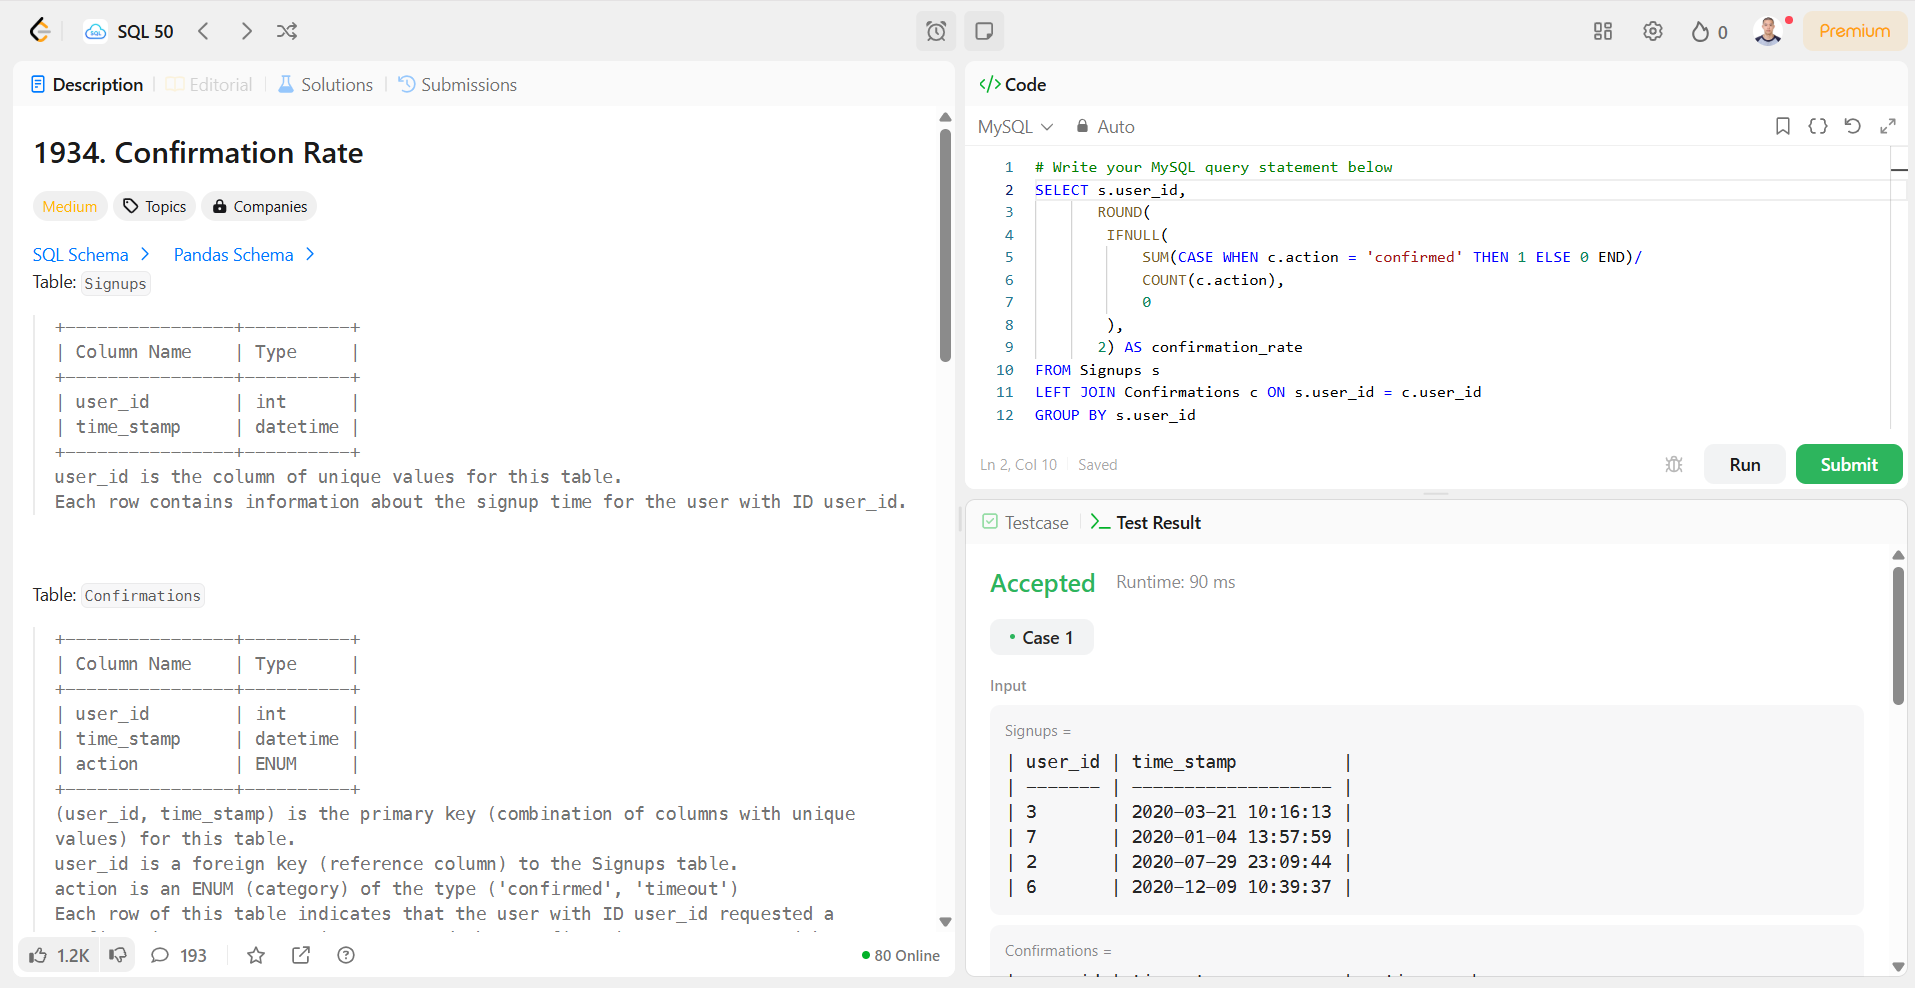 SQL 50
0
Premium
Description
Editorial
Solutions
Submissions
1934. Confirmation Rate
Medium
Topics
Companies
SQL Schema
Pandas Schema
Table: Signups
+----------------+----------+
| Column Name    | Type     |
+----------------+----------+
| user_id        | int      |
| time_stamp     | datetime |
+----------------+----------+
user_id is the column of unique values for this table.
Each row contains information about the signup time for the user with ID user_id.
Table: Confirmations
+----------------+----------+
| Column Name    | Type     |
+----------------+----------+
| user_id        | int      |
| time_stamp     | datetime |
| action         | ENUM     |
+----------------+----------+
(user_id, time_stamp) is the primary key (combination of columns with unique
values) for this table.
user_id is a foreign key (reference column) to the Signups table.
action is an ENUM (category) of the type ('confirmed', 'timeout')
Each row of this table indicates that the user with ID user_id requested a
1.2K
193
80 Online
</> Code
MySQL
Auto
1 # Write your MySQL query statement below
2 SELECT s.user_id,
3 ROUND(
4 IFNULL(
5 SUM(CASE WHEN c.action = 'confirmed' THEN 1 ELSE 0 END)/
6 COUNT(c.action),
7 0
8 ),
9 2) AS confirmation_rate
10 FROM Signups s
11 LEFT JOIN Confirmations c ON s.user_id = c.user_id
12 GROUP BY s.user_id
Ln 2, Col 10
Saved
Run
Submit
Testcase
Test Result
Accepted
Runtime: 90 ms
Case 1
Input
Signups =
| user_id | time_stamp          |
| ------- | ------------------- |
| 3       | 2020-03-21 10:16:13 |
| 7       | 2020-01-04 13:57:59 |
| 2       | 2020-07-29 23:09:44 |
| 6       | 2020-12-09 10:39:37 |
Confirmations =